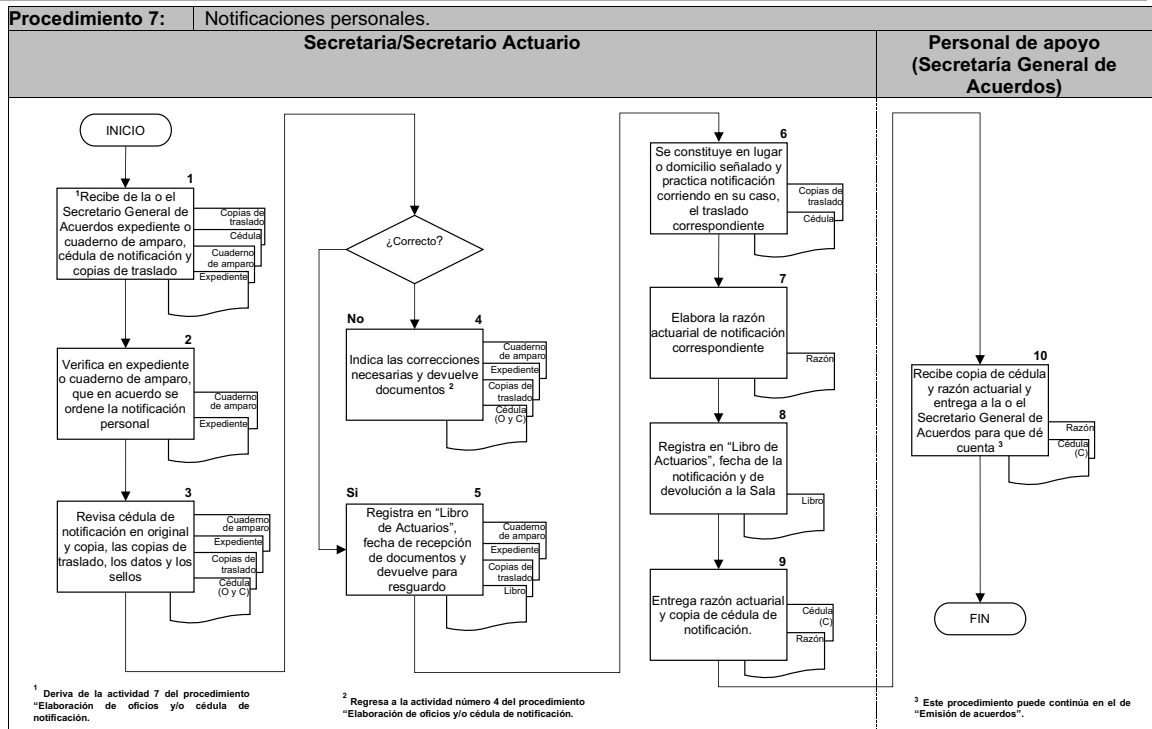 Procedimiento 7: Notificaciones personales.
Secretaria/Secretario Actuario
Personal de apoyo
(Secretaría General de
Acuerdos)
INICIO
1
¹Recibe de la o el
Secretario General de
Acuerdos expediente o
cuaderno de amparo,
cédula de notificación y
copias de traslado
Copias de
traslado
Cédula
Cuaderno
de amparo
Expediente
2
Verifica en expediente
o cuaderno de amparo,
que en acuerdo se
ordene la notificación
personal
Cuaderno
de amparo
Expediente
3
Revisa cédula de
notificación en original
y copia, las copias de
traslado, los datos y los
sellos
Cuaderno
de amparo
Expediente
Copias de
traslado
Cédula
(O y C)
¿Correcto?
No
4
Indica las correcciones
necesarias y devuelve
documentos ²
Cuaderno
de amparo
Expediente
Copias de
traslado
Cédula
(O y C)
Si
5
Registra en “Libro
de Actuarios”,
fecha de recepción
de documentos y
devuelve para
resguardo
Cuaderno
de amparo
Expediente
Copias de
traslado
Libro
6
Se constituye en lugar
o domicilio señalado y
practica notificación
corriendo en su caso,
el traslado
correspondiente
Copias de
traslado
Cédula
7
Elabora la razón
actuarial de notificación
correspondiente
Razón
8
Registra en “Libro de
Actuarios”, fecha de la
notificación y de
devolución a la Sala
Libro
9
Entrega razón actuarial
y copia de cédula de
notificación.
Cédula
(C)
Razón
10
Recibe copia de cédula
y razón actuarial y
entrega a la o el
Secretario General de
Acuerdos para que dé
cuenta ³
Razón
Cédula
(C)
FIN
¹ Deriva de la actividad 7 del procedimiento
“Elaboración de oficios y/o cédula de
notificación.
² Regresa a la actividad número 4 del procedimiento
“Elaboración de oficios y/o cédula de notificación.
³ Este procedimiento puede continúa en el de
“Emisión de acuerdos”.